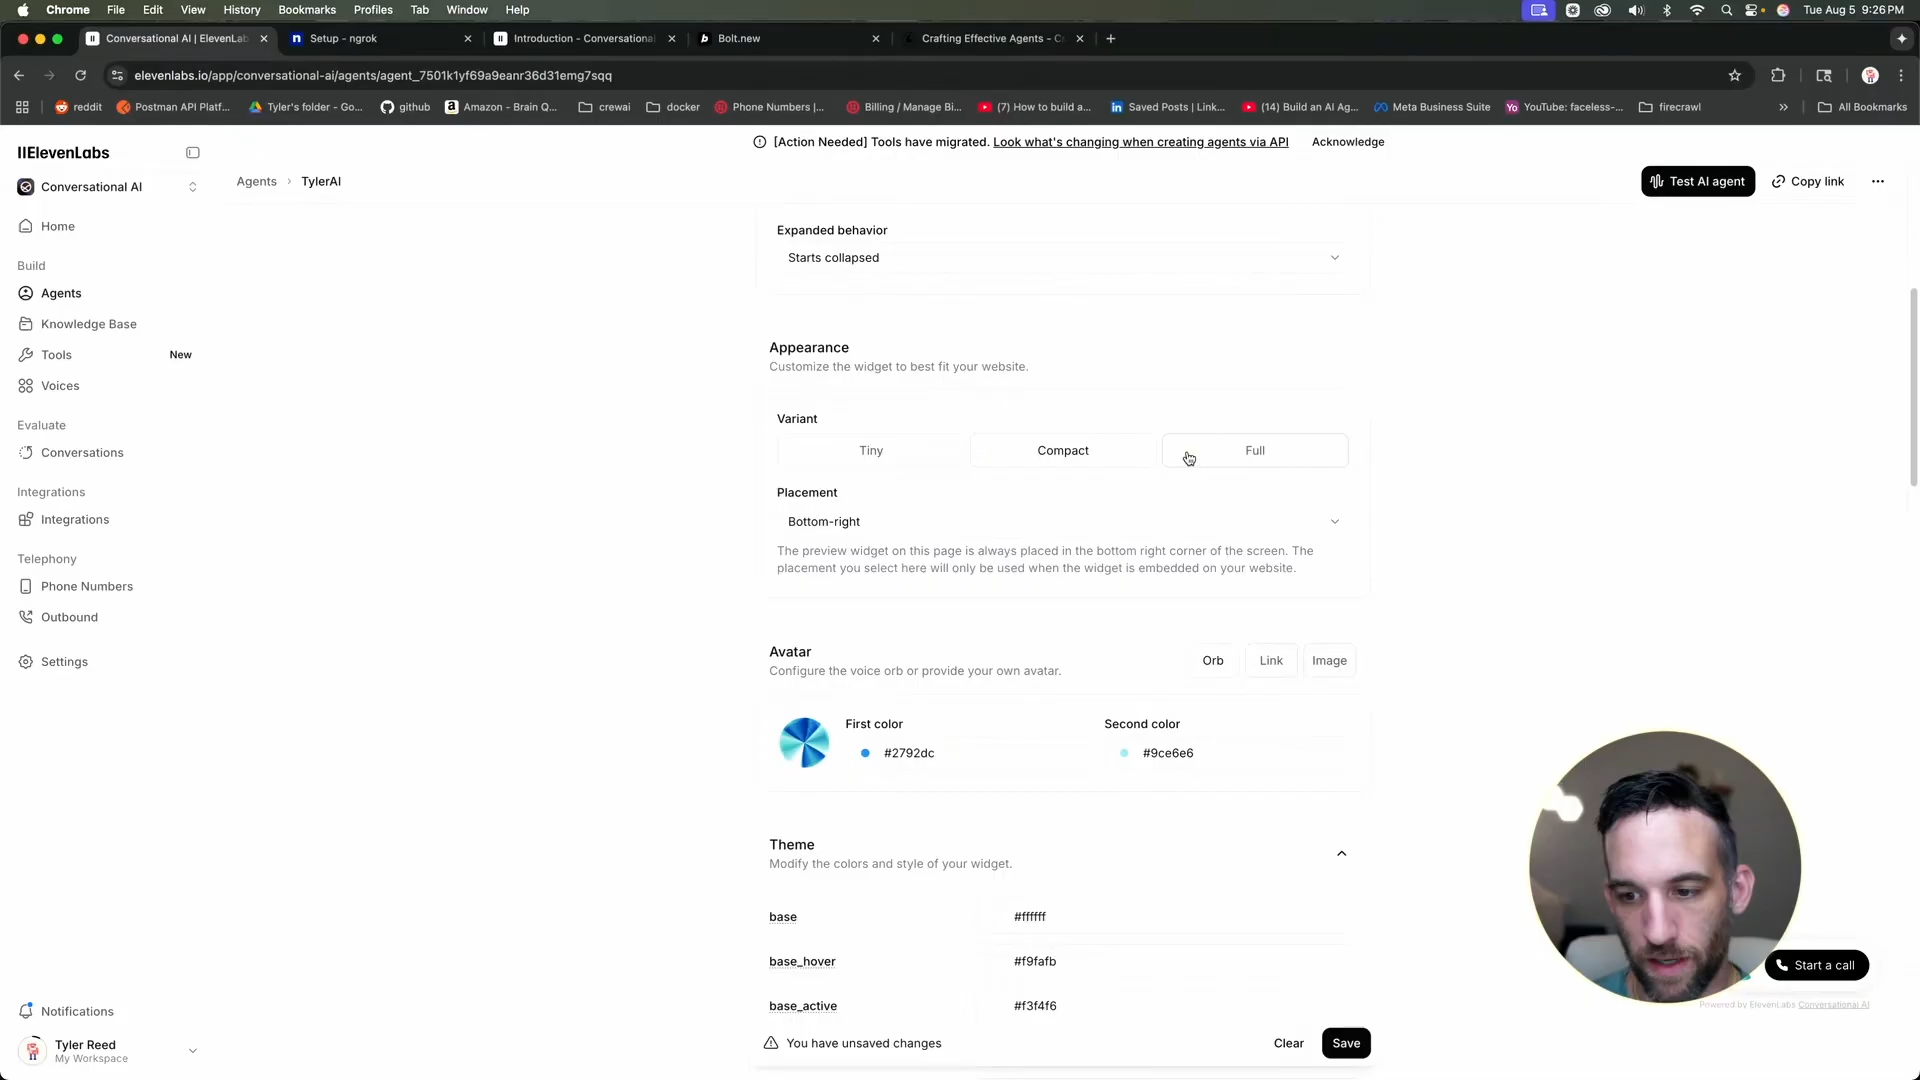 Chrome File Edit View History Bookmarks Profiles Tab Window Help Tue Aug 5 9:26 PM
Conversational AI | ElevenLab Setup - ngrok Introduction - Conversational Bolt.new Crafting Effective Agents - C
elevenlabs.io/app/conversational-ai/agents/agent_7501k1yf69a9eanr36d31emg7sqq
reddit Postman API Platf... Tyler's folder - Go... github Amazon - Brain Q... crewai docker Phone Numbers |... Billing / Manage Bi... (7) How to build a... Saved Posts | Link... (14) Build an AI Ag... Meta Business Suite YouTube: faceless-... firecrawl All Bookmarks
[Action Needed] Tools have migrated. Look what's changing when creating agents via API Acknowledge
IIElevenLabs
Conversational AI
Agents › TylerAI
Test AI agent
Copy link
Home
Build
Agents
Knowledge Base
Tools New
Voices
Evaluate
Conversations
Integrations
Integrations
Telephony
Phone Numbers
Outbound
Settings
Notifications
Tyler Reed
My Workspace
Expanded behavior
Starts collapsed
Appearance
Customize the widget to best fit your website.
Variant
Tiny Compact Full
Placement
Bottom-right
The preview widget on this page is always placed in the bottom right corner of the screen. The
placement you select here will only be used when the widget is embedded on your website.
Avatar
Configure the voice orb or provide your own avatar.
Orb Link Image
First color Second color
#2792dc #9ce6e6
Theme
Modify the colors and style of your widget.
base #ffffff
base_hover #f9fafb
base_active #f3f4f6
You have unsaved changes Clear Save
Start a call
Powered by ElevenLabs Conversational AI